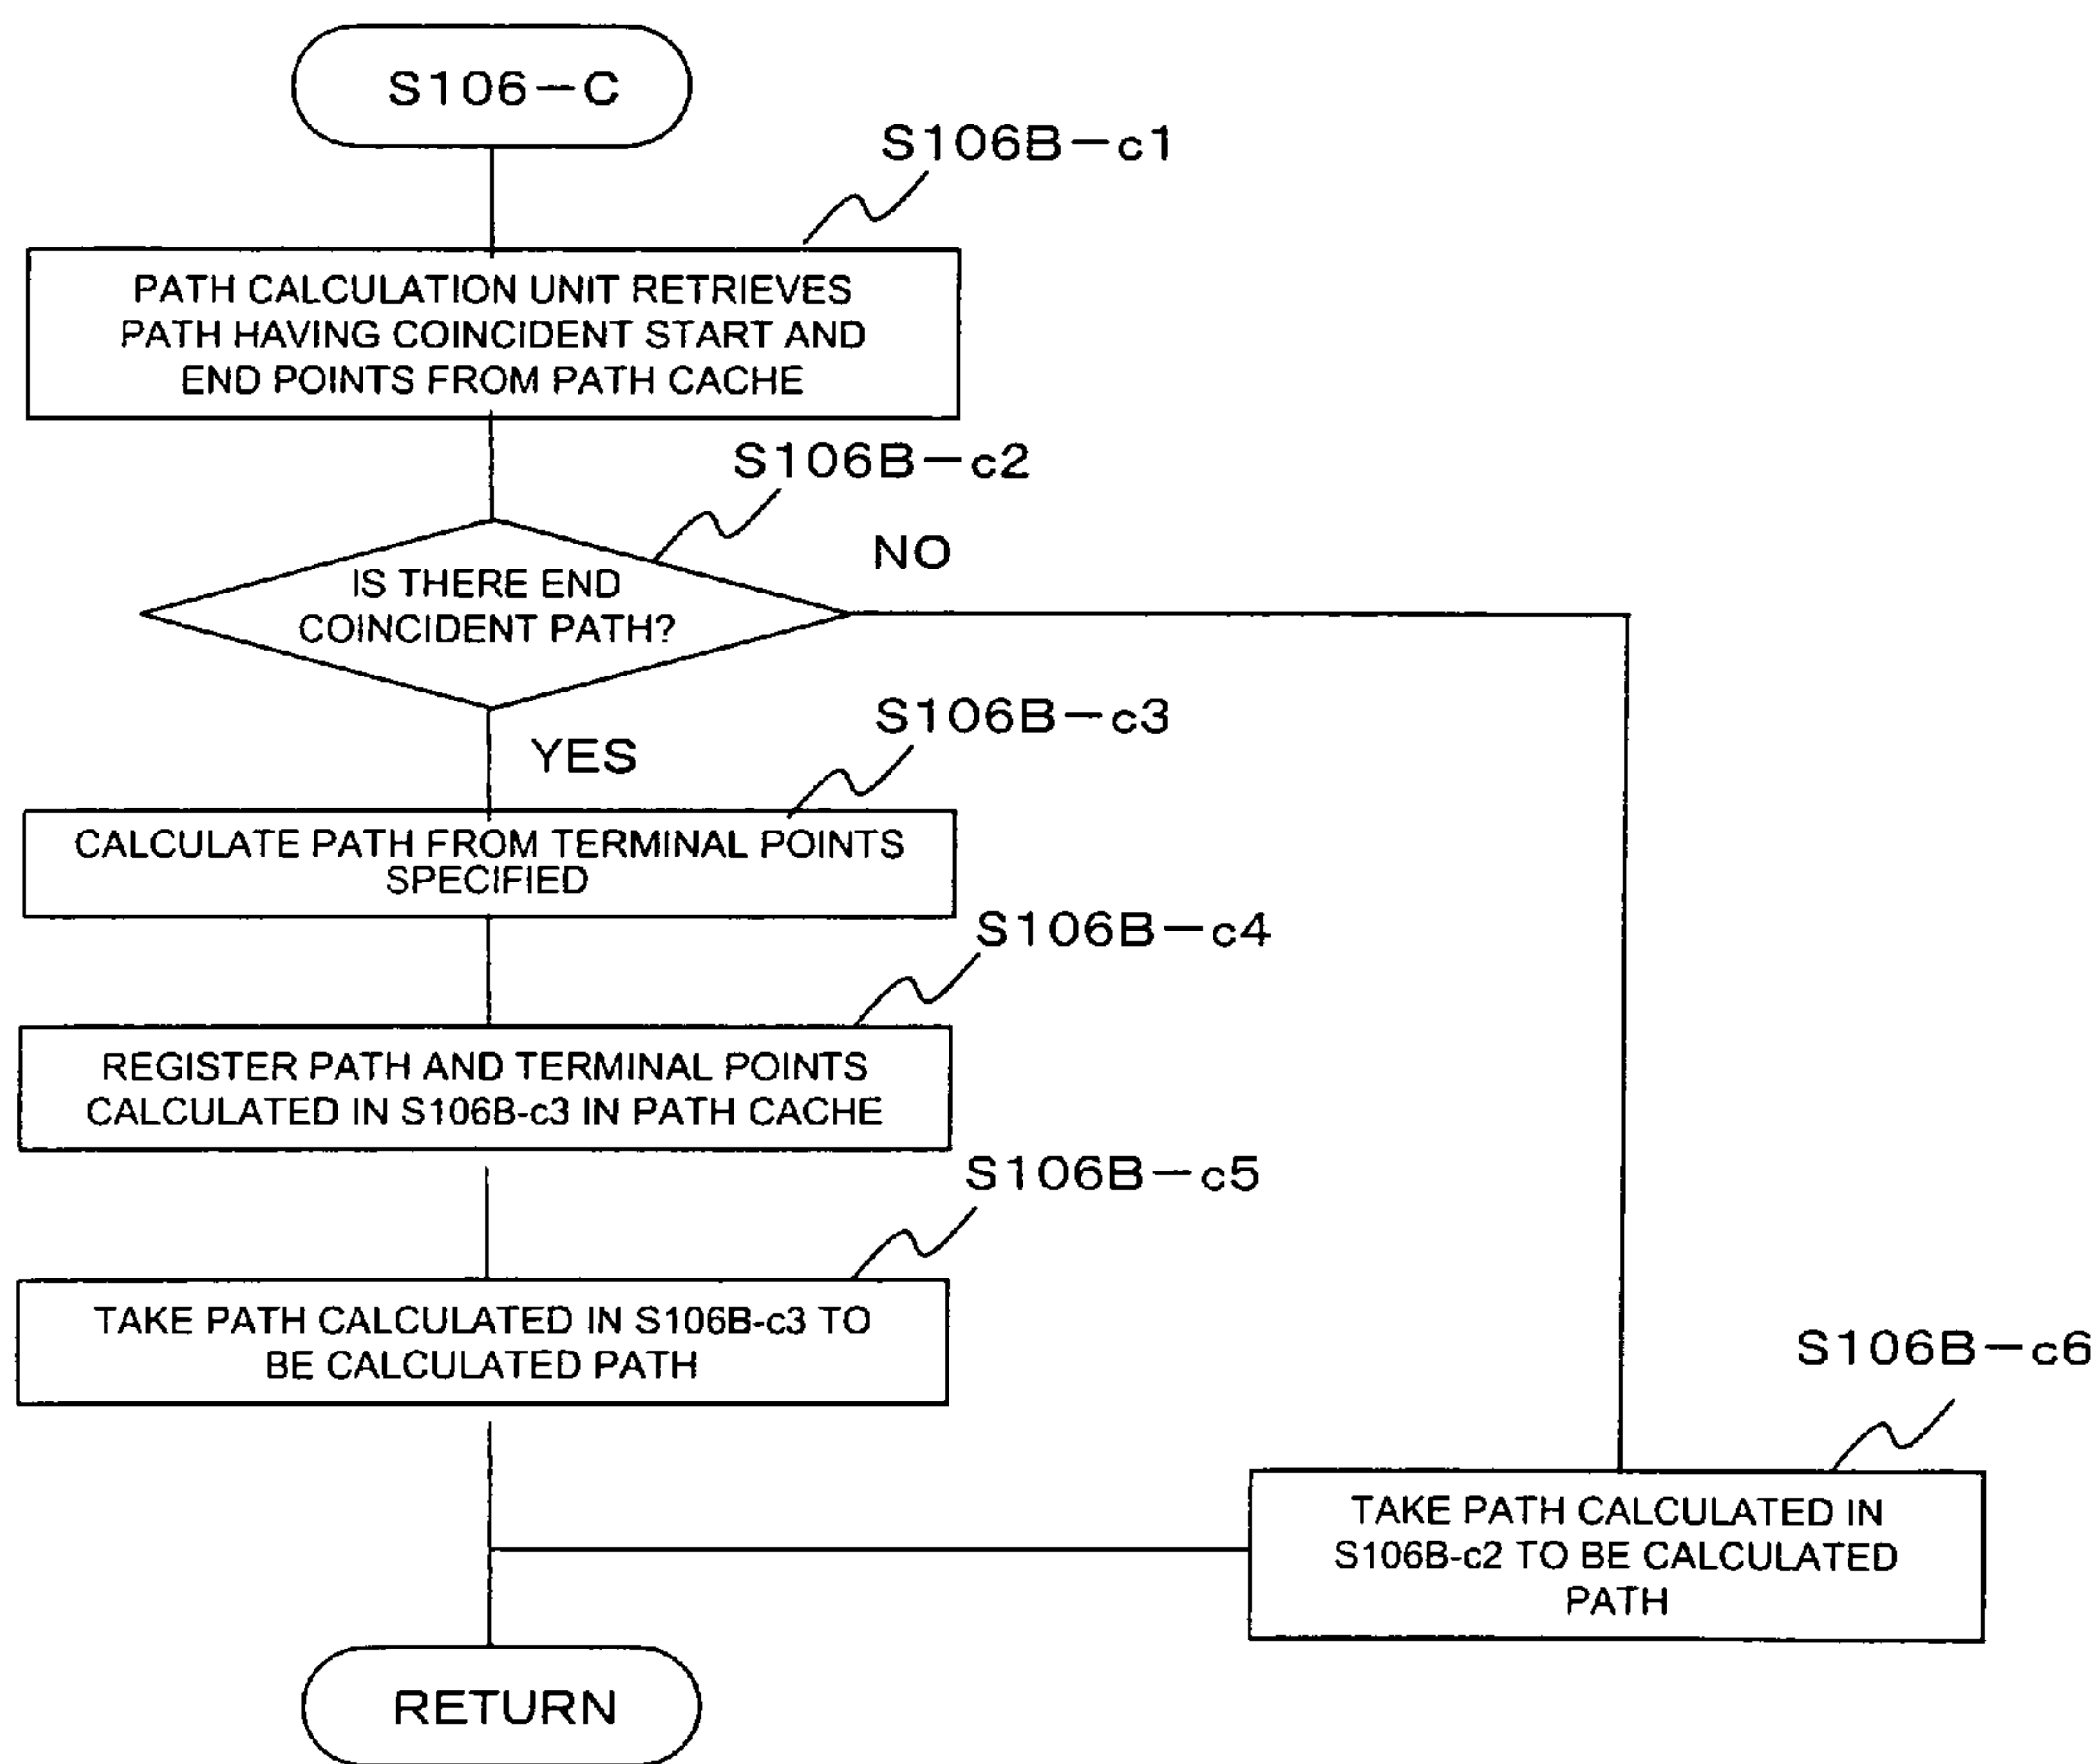 S106-C
S106B-c1
PATH CALCULATION UNIT RETRIEVES
PATH HAVING COINCIDENT START AND
END POINTS FROM PATH CACHE
S106B-c2
NO
IS THERE END
COINCIDENT PATH?
S106B-c3
YES
CALCULATE PATH FROM TERMINAL POINTS
SPECIFIED
S106B-c4
REGISTER PATH AND TERMINAL POINTS
CALCULATED IN S106B-c3 IN PATH CACHE
S106B-c5
TAKE PATH CALCULATED IN S106B-c3 TO
BE CALCULATED PATH
S106B-c6
TAKE PATH CALCULATED IN
S106B-c2 TO BE CALCULATED
PATH
RETURN